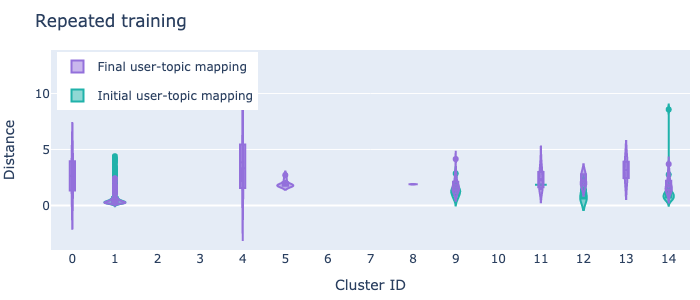 Repeated training
Final user-topic mapping
Initial user-topic mapping
10
5
0
Distance
0 1 2 3 4 5 6 7 8 9 10 11 12 13 14
Cluster ID